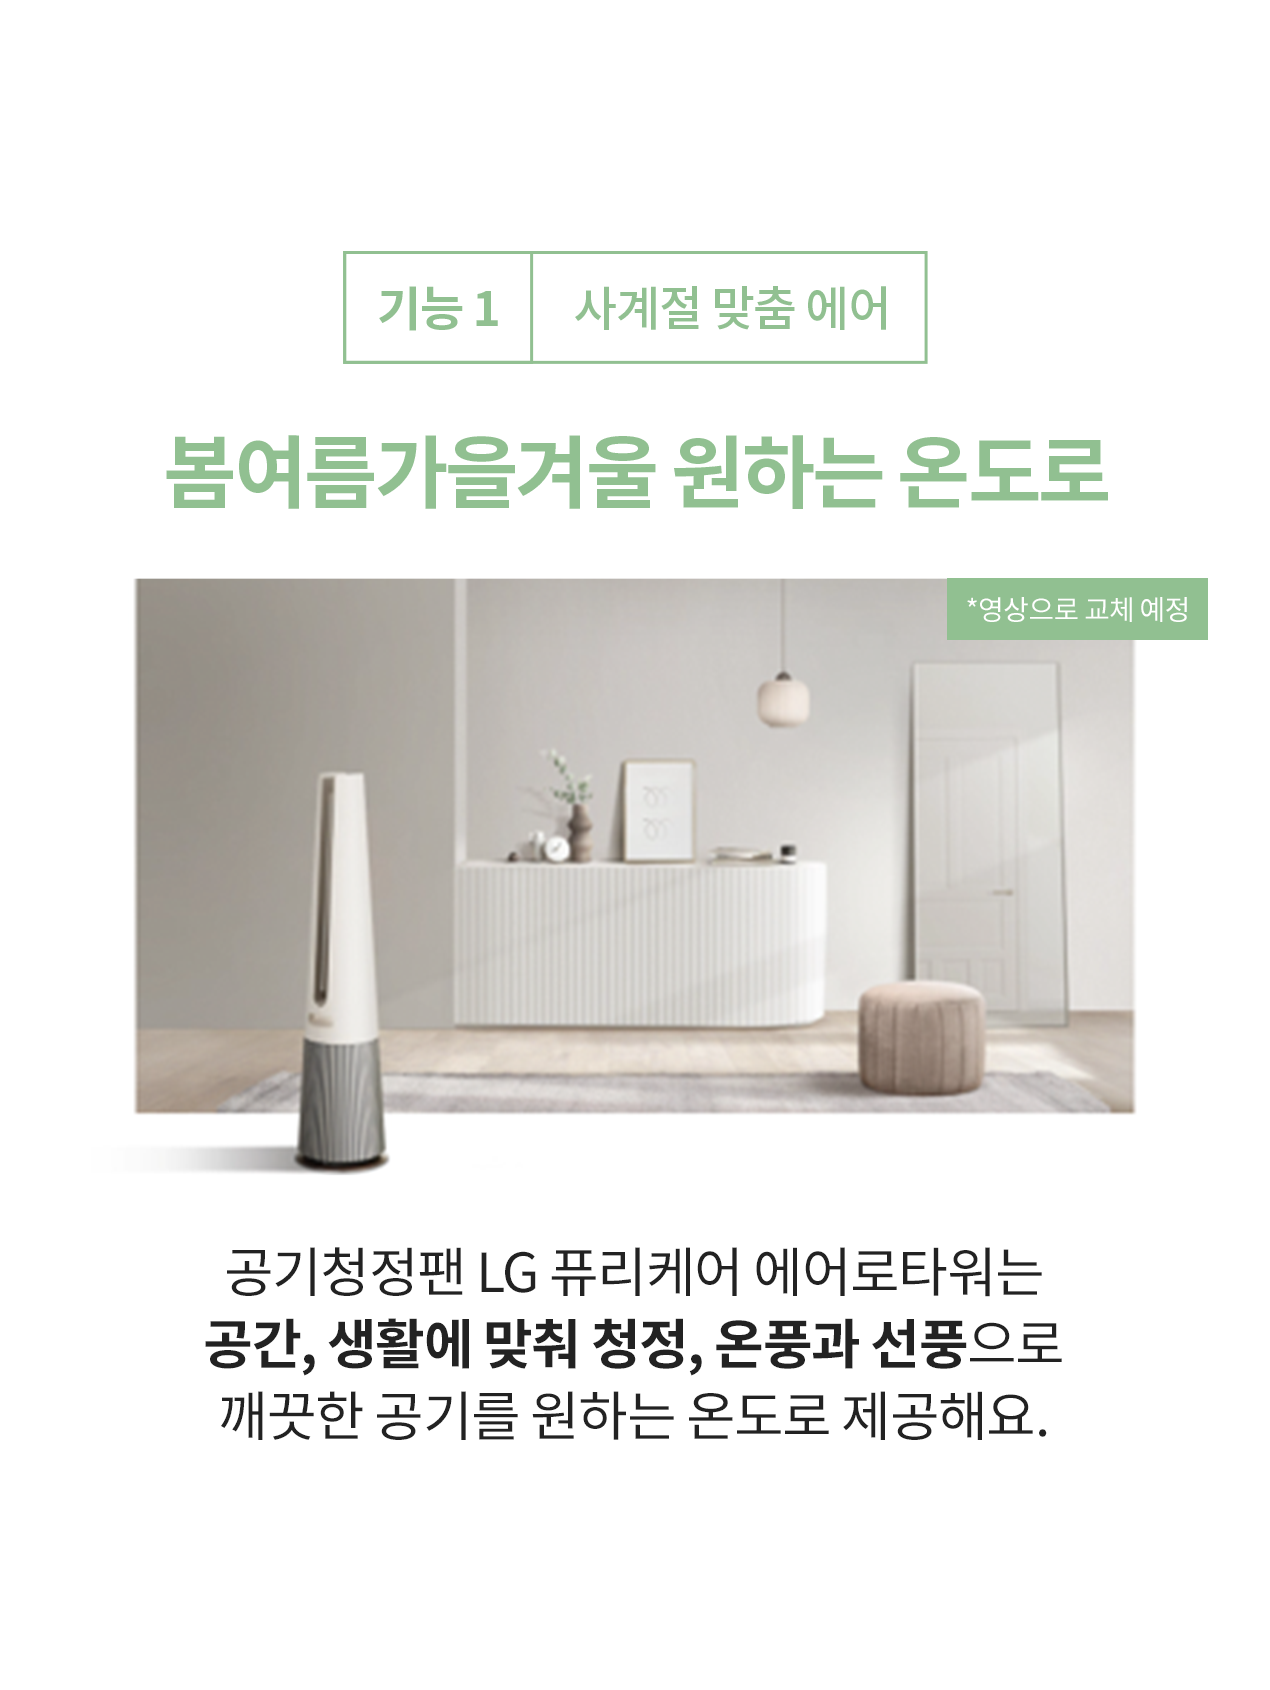 기능 1 사계절 맞춤 에어
봄여름가을겨울 원하는 온도로
*영상으로 교체 예정
공기청정팬 LG 퓨리케어 에어로타워는
공간, 생활에 맞춰 청정, 온풍과 선풍으로
깨끗한 공기를 원하는 온도로 제공해요.